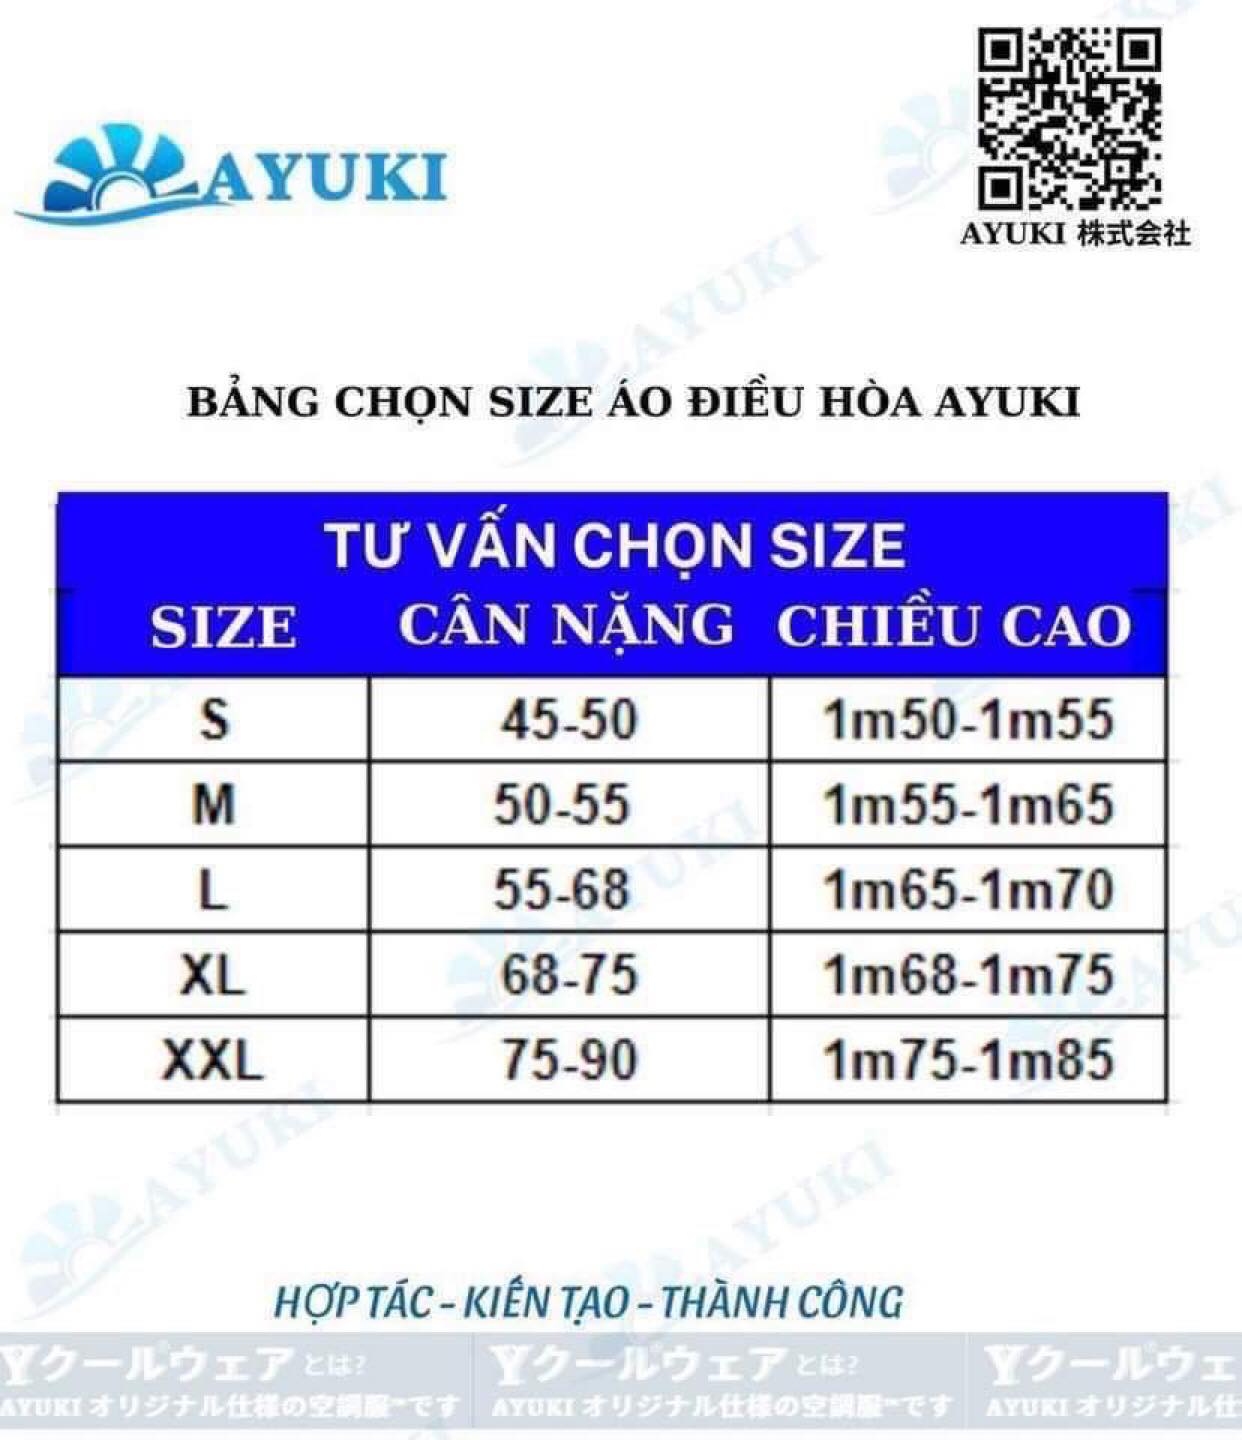 AYUKI
AYUKI 株式会社
BẢNG CHỌN SIZE ÁO ĐIỀU HÒA AYUKI
TƯ VẤN CHỌN SIZE
SIZE CÂN NẶNG CHIỀU CAO
S 45-50 1m50-1m55
M 50-55 1m55-1m65
L 55-68 1m65-1m70
XL 68-75 1m68-1m75
XXL 75-90 1m75-1m85
HỢP TÁC - KIẾN TẠO - THÀNH CÔNG
Yクールウェア とは? Yクールウェア とは? Yクールウェ
AYUKI オリジナル仕様の空調服™です AYUKI オリジナル仕様の空調服™です AYUKI オリジナル仕